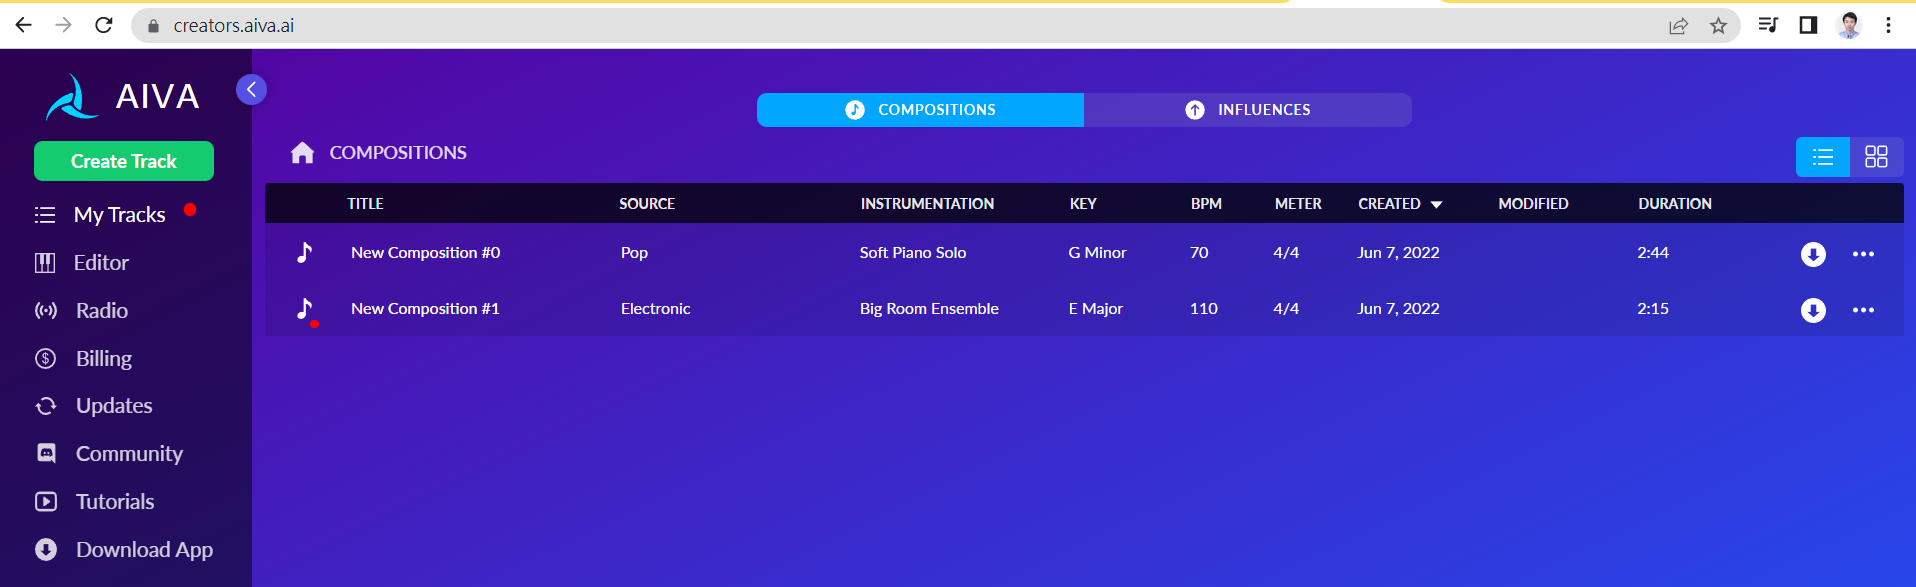 creators.aiva.ai
AIVA
Create Track
My Tracks
Editor
Radio
Billing
Updates
Community
Tutorials
Download App
COMPOSITIONS INFLUENCES
COMPOSITIONS
TITLE SOURCE INSTRUMENTATION KEY BPM METER CREATED MODIFIED DURATION
New Composition #0 Pop Soft Piano Solo G Minor 70 4/4 Jun 7, 2022 2:44
New Composition #1 Electronic Big Room Ensemble E Major 110 4/4 Jun 7, 2022 2:15